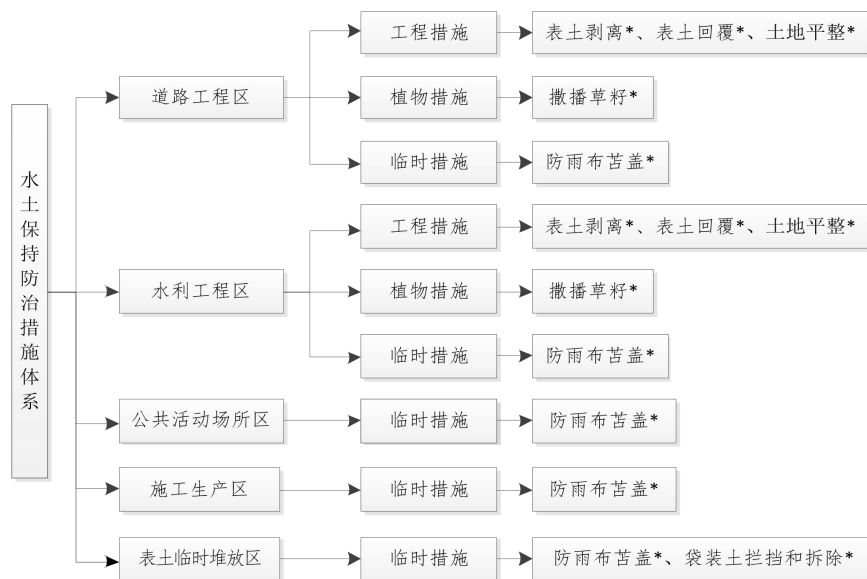 水土保持防治措施体系
道路工程区
工程措施
表土剥离*、表土回覆*、土地平整*
植物措施
撒播草籽*
临时措施
防雨布苫盖*
水利工程区
工程措施
表土剥离*、表土回覆*、土地平整*
植物措施
撒播草籽*
临时措施
防雨布苫盖*
公共活动场所区
临时措施
防雨布苫盖*
施工生产区
临时措施
防雨布苫盖*
表土临时堆放区
临时措施
防雨布苫盖*、袋装土拦挡和拆除*